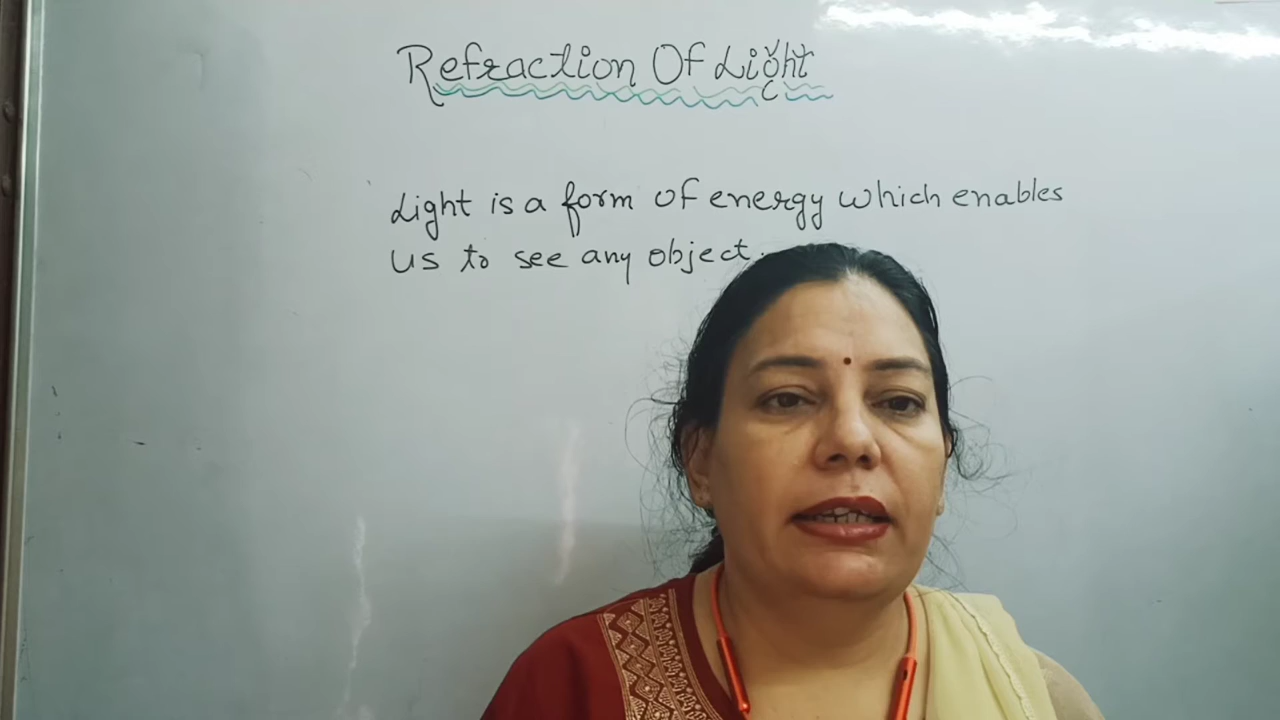 Refraction Of Light
Light is a form of energy which enables
us to see any object.